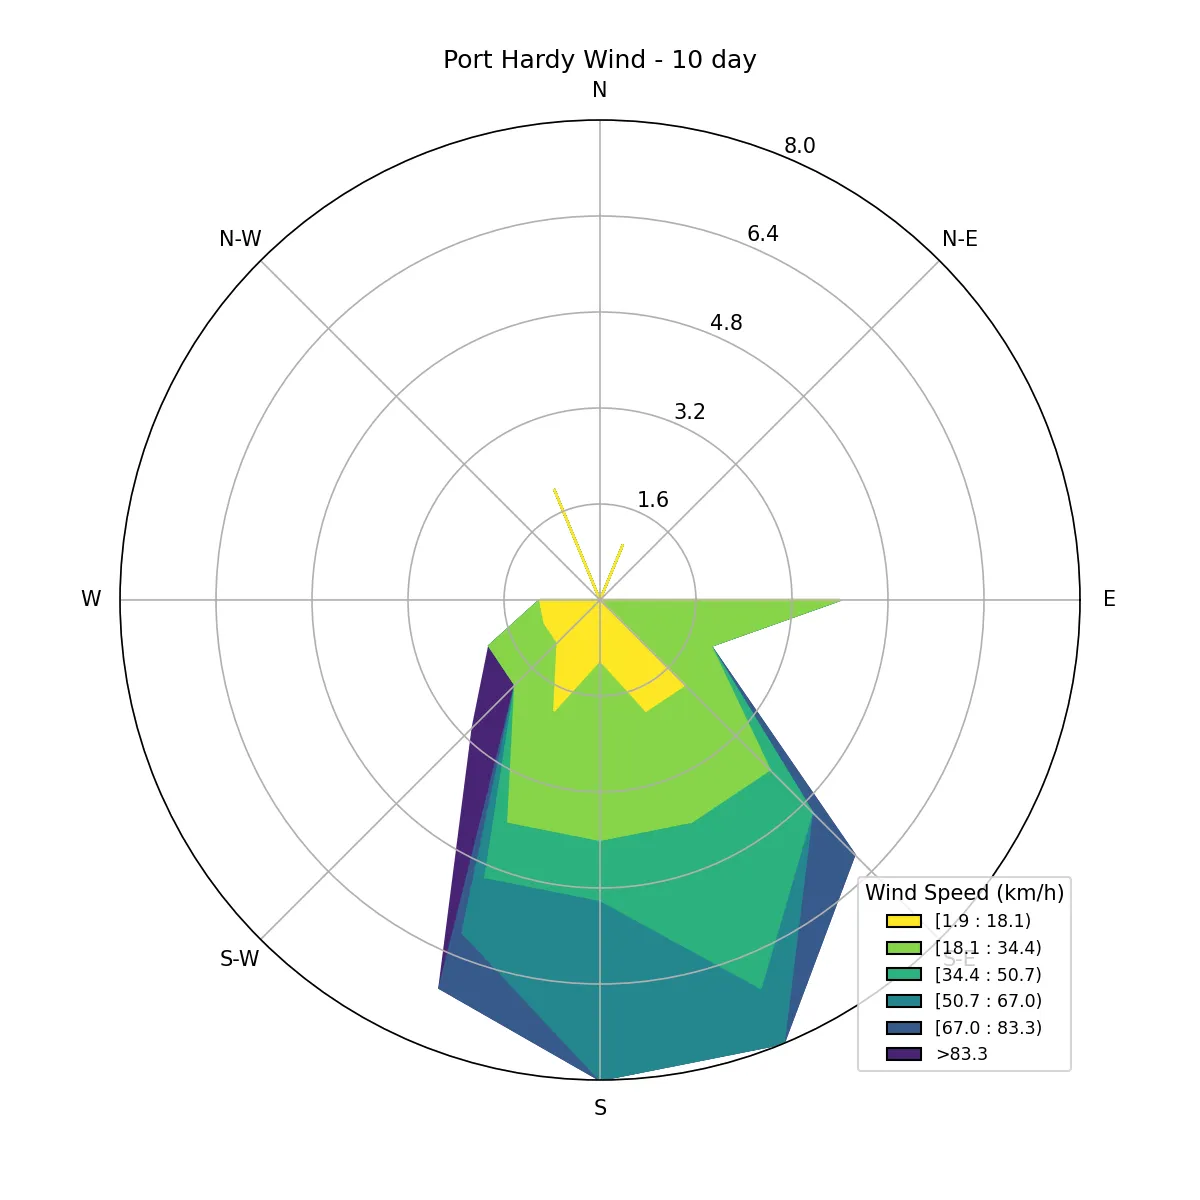 Port Hardy Wind - 10 day
N
8.0
N-W
6.4
N-E
4.8
3.2
1.6
W
E
Wind Speed (km/h)
[1.9 : 18.1)
[18.1 : 34.4)
S-W
S-E
[34.4 : 50.7)
[50.7 : 67.0)
[67.0 : 83.3)
>83.3
S